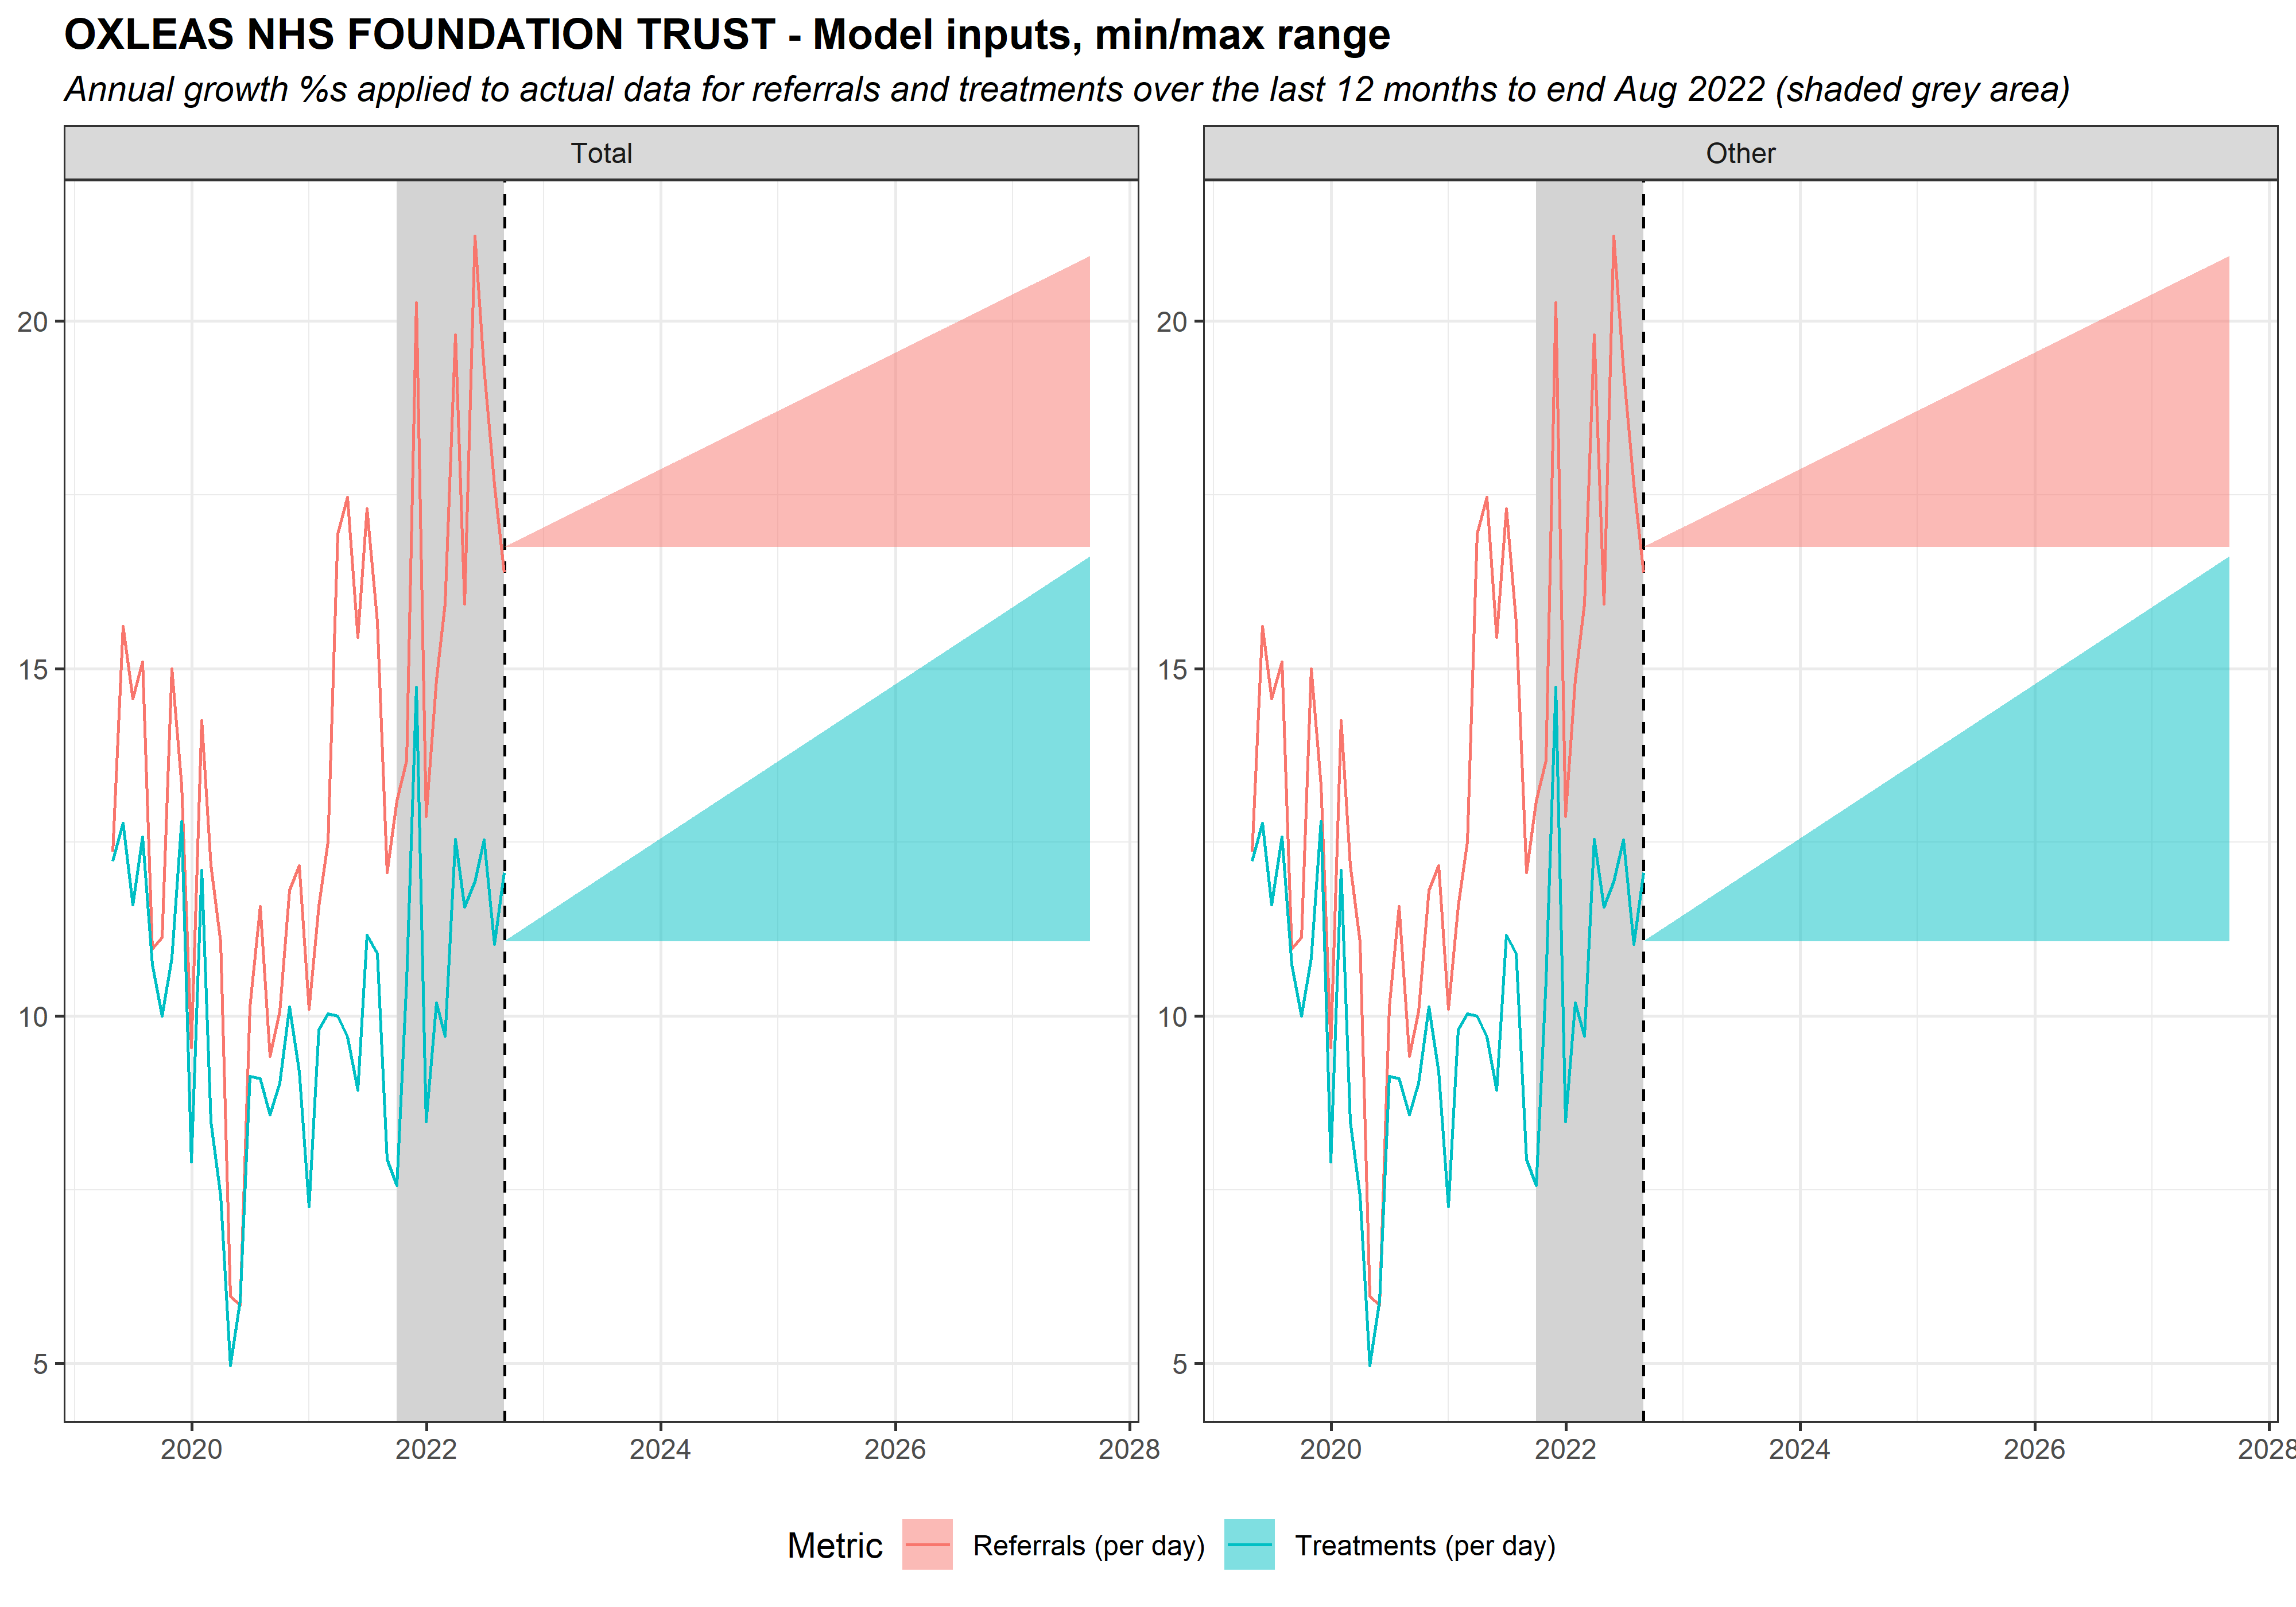 OXLEAS NHS FOUNDATION TRUST - Model inputs, min/max range
Annual growth %s applied to actual data for referrals and treatments over the last 12 months to end Aug 2022 (shaded grey area)
Total
Other
20
15
10
5
20
15
10
5
2020 2022 2024 2026 2028
2020 2022 2024 2026 2028
Metric Referrals (per day) Treatments (per day)